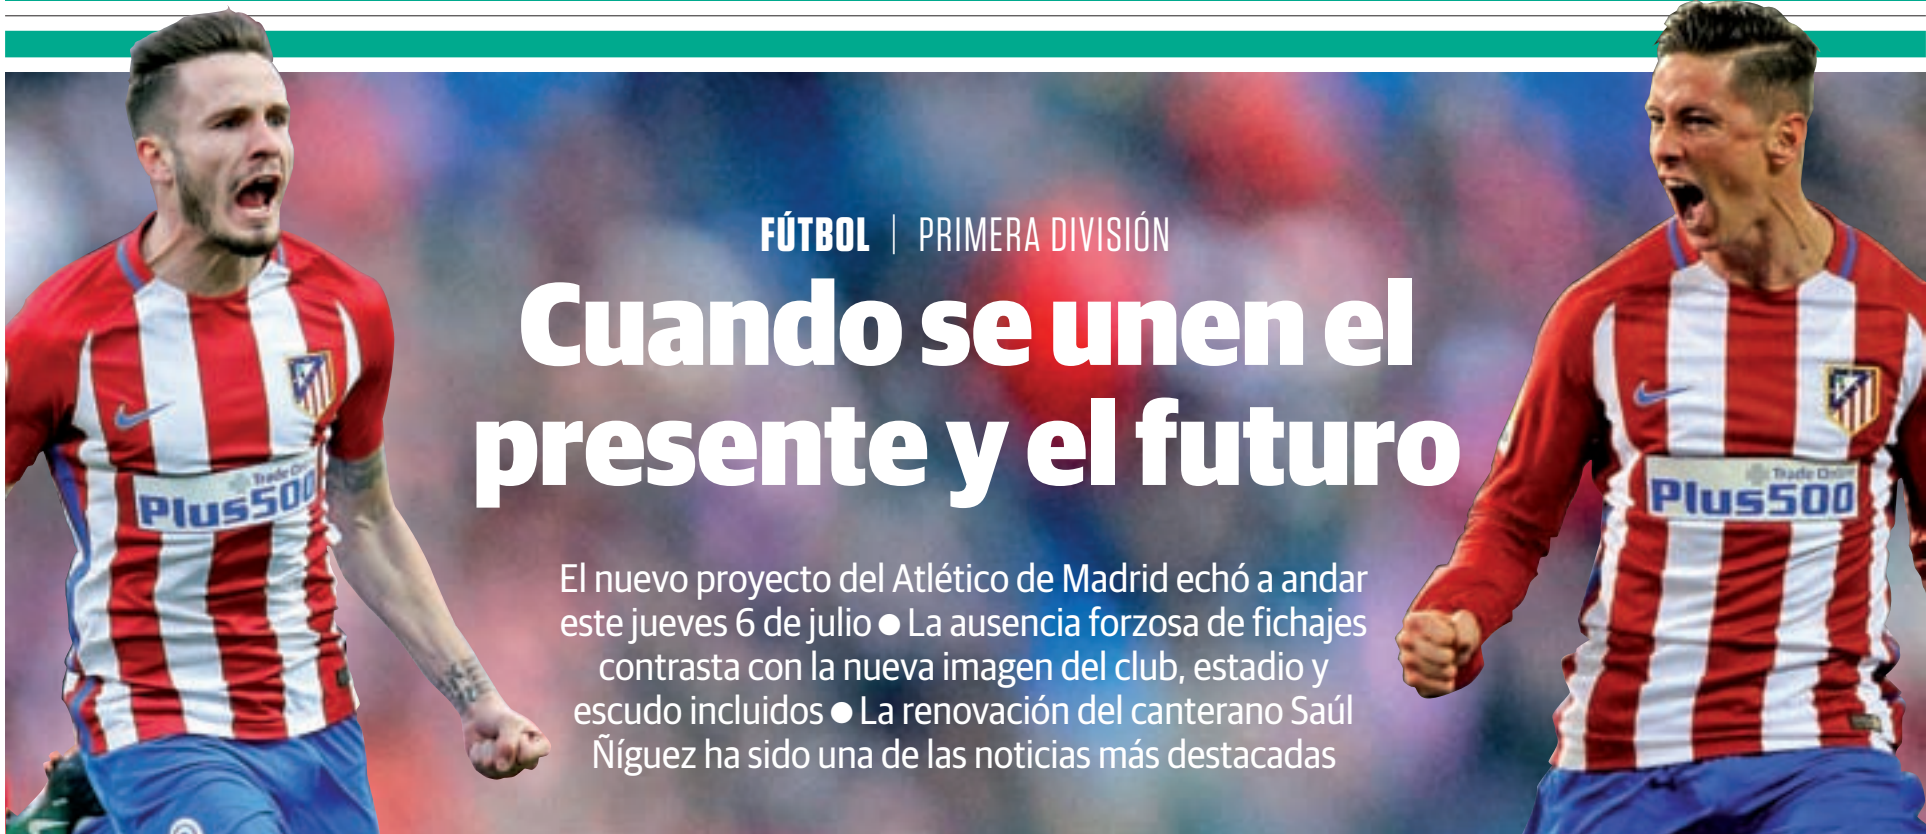 FÚTBOL | PRIMERA DIVISIÓN
Cuando se unen el
presente y el futuro
El nuevo proyecto del Atlético de Madrid echó a andar
este jueves 6 de julio ● La ausencia forzosa de fichajes
contrasta con la nueva imagen del club, estadio y
escudo incluidos ● La renovación del canterano Saúl
Ñíguez ha sido una de las noticias más destacadas
Trade
Plus500
Trade
Plus500